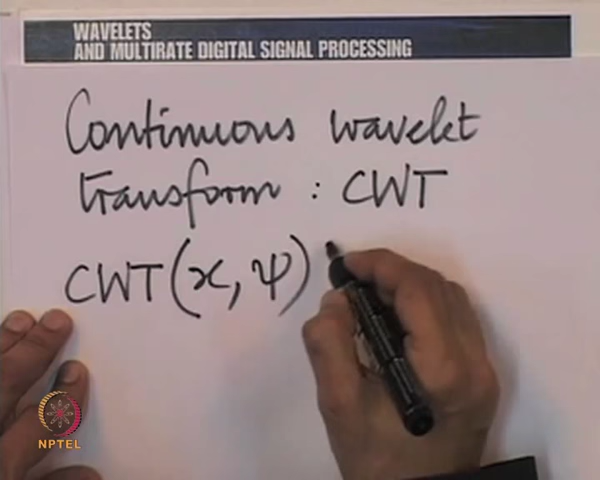 WAVELETS
AND MULTIRATE DIGITAL SIGNAL PROCESSING
Continuous wavelet
transform : CWT
CWT(x, ψ)
NPTEL